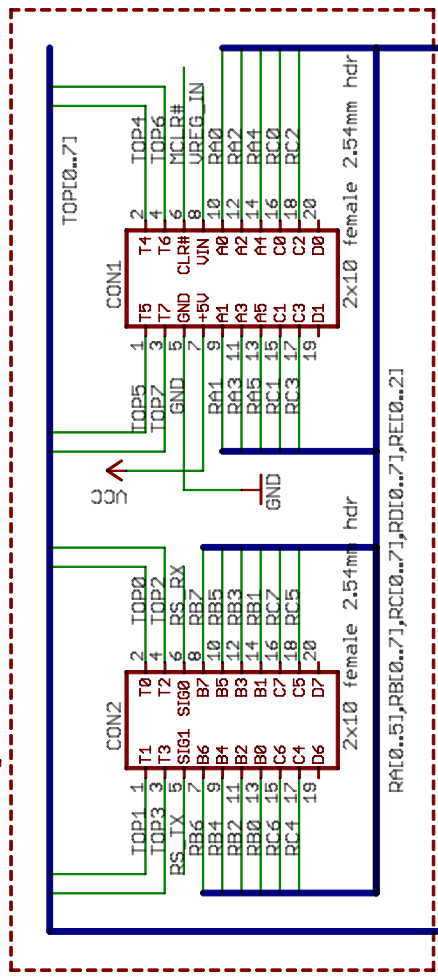 TOP[0..7]
CON2
TOP1 1 T1 T0 2 TOP0
TOP3 3 T3 T2 4 TOP2
RS_TX 5 SIG1 SIG0 6 RS_RX
RB6 7 B6 B7 8 RB7
RB4 9 B4 B5 10 RB5
RB2 11 B2 B3 12 RB3
RB0 13 B0 B1 14 RB1
RC6 15 C6 C7 16 RC7
RC4 17 C4 C5 18 RC5
19 D6 D7 20
2x10 female 2.54mm hdr
VCC
GND
CON1
TOP5 1 T5 T4 2 TOP4
TOP7 3 T7 T6 4 TOP6
GND 5 GND CLR# 6 MCLR#
7 +5V VIN 8 VREG_IN
RA1 9 A1 A0 10 RA0
RA3 11 A3 A2 12 RA2
RA5 13 A5 A4 14 RA4
RC1 15 C1 C0 16 RC0
RC3 17 C3 C2 18 RC2
19 D1 D0 20
2x10 female 2.54mm hdr
RA[0..5],RB[0..7],RC[0..7],RD[0..7],RE[0..2]